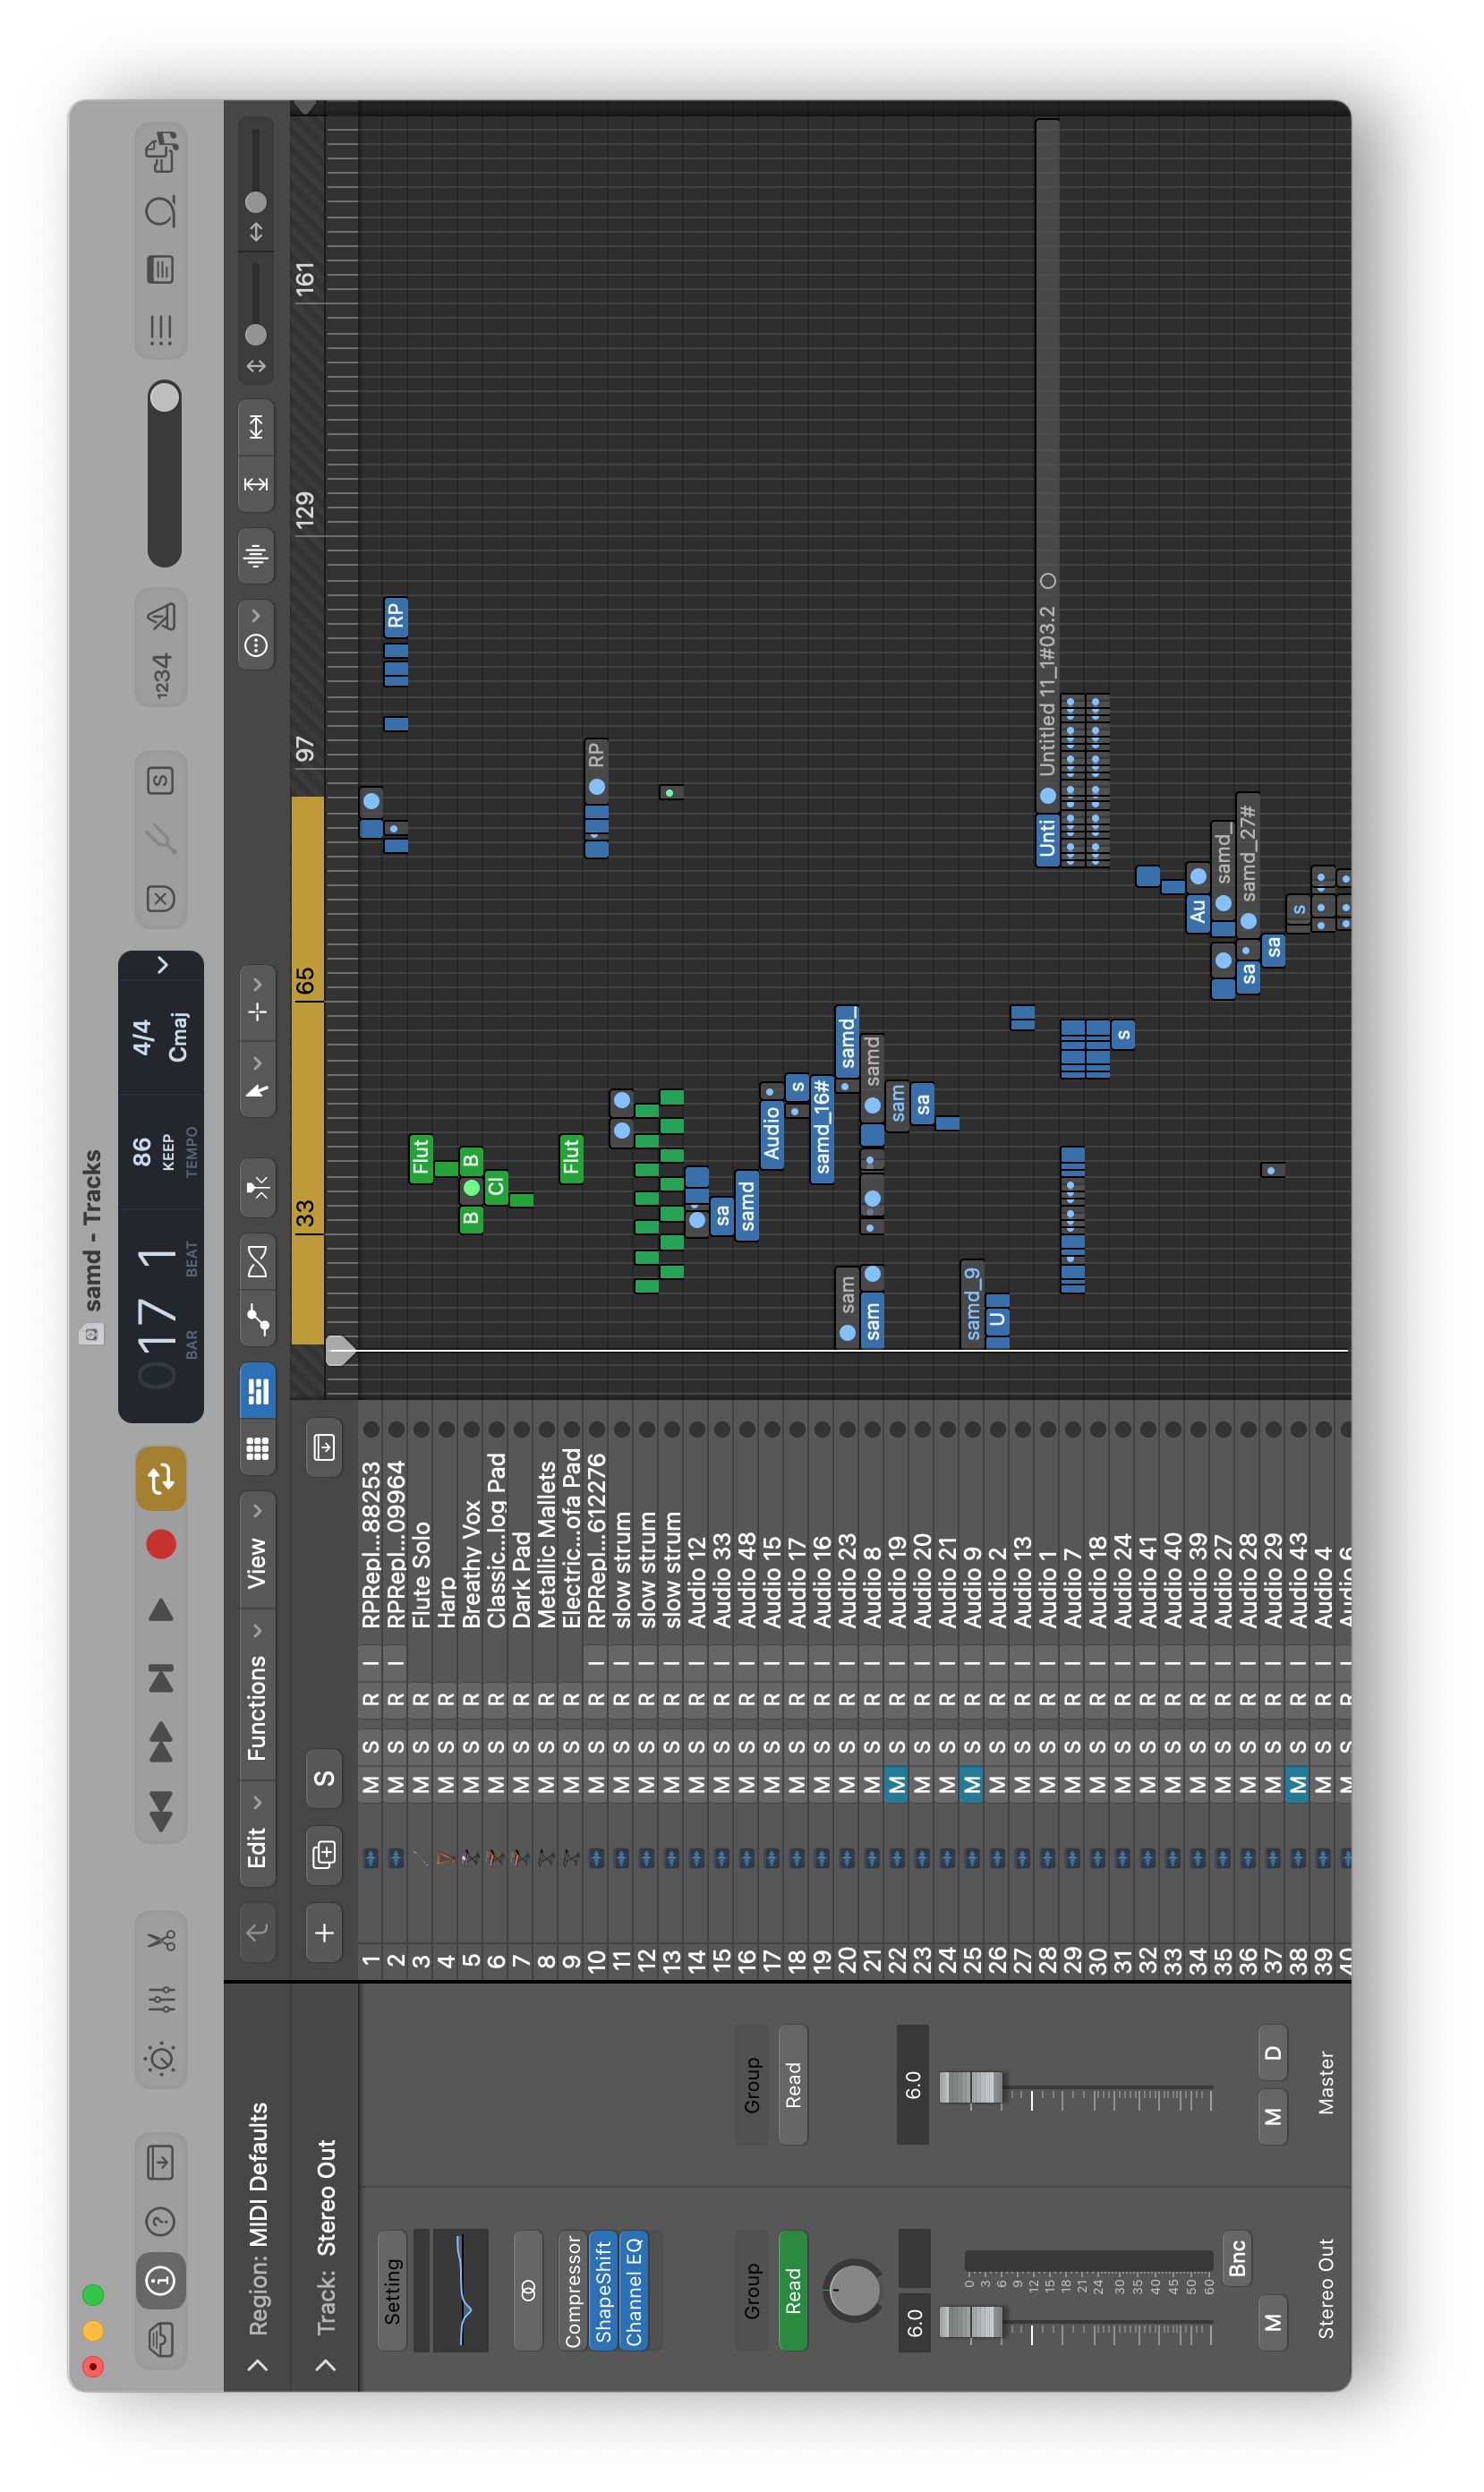 samd - Tracks
017 1
BAR
BEAT
86
KEEP
TEMPO
4/4
Cmaj
S
1234
Region: MIDI Defaults
Edit
Functions
View
Track: Stereo Out
S
33
65
97
129
161
Setting
Compressor
ShapeShift
Channel EQ
Group
Read
6.0
0
3
6
9
12
15
18
21
24
30
35
40
45
50
60
Bnc
M
Stereo Out
Group
Read
6.0
M
D
Master
1 M S R I RPRepl...88253
2 M S R I RPRepl...09964 RP
3 M S R Flute Solo Flut
4 M S R Harp
5 M S R Breathy Vox B B
6 M S R Classic...log Pad Cl
7 M S R Dark Pad
8 M S R Metallic Mallets
9 M S R Electric...ofa Pad Flut
10 M S R I RPRepl...612276 RP
11 M S R I slow strum
12 M S R I slow strum
13 M S R I slow strum
14 M S R I Audio 12
15 M S R I Audio 33 sa
16 M S R I Audio 48 samd
17 M S R I Audio 15 Audio
18 M S R I Audio 17 s
19 M S R I Audio 16 samd_16#
20 M S R I Audio 23 sam samd_
21 M S R I Audio 8 sam samd
22 M S R I Audio 19 sam
23 M S R I Audio 20 sa
24 M S R I Audio 21
25 M S R I Audio 9 samd_9
26 M S R I Audio 2 U
27 M S R I Audio 13
28 M S R I Audio 1 Unti Untitled 11_1#03.2
29 M S R I Audio 7
30 M S R I Audio 18
31 M S R I Audio 24 s
32 M S R I Audio 41
33 M S R I Audio 40
34 M S R I Audio 39 Au
35 M S R I Audio 27 samd_
36 M S R I Audio 28 sa samd_27#
37 M S R I Audio 29 sa
38 M S R I Audio 43 s
39 M S R I Audio 4
40 M S R I Audio 6